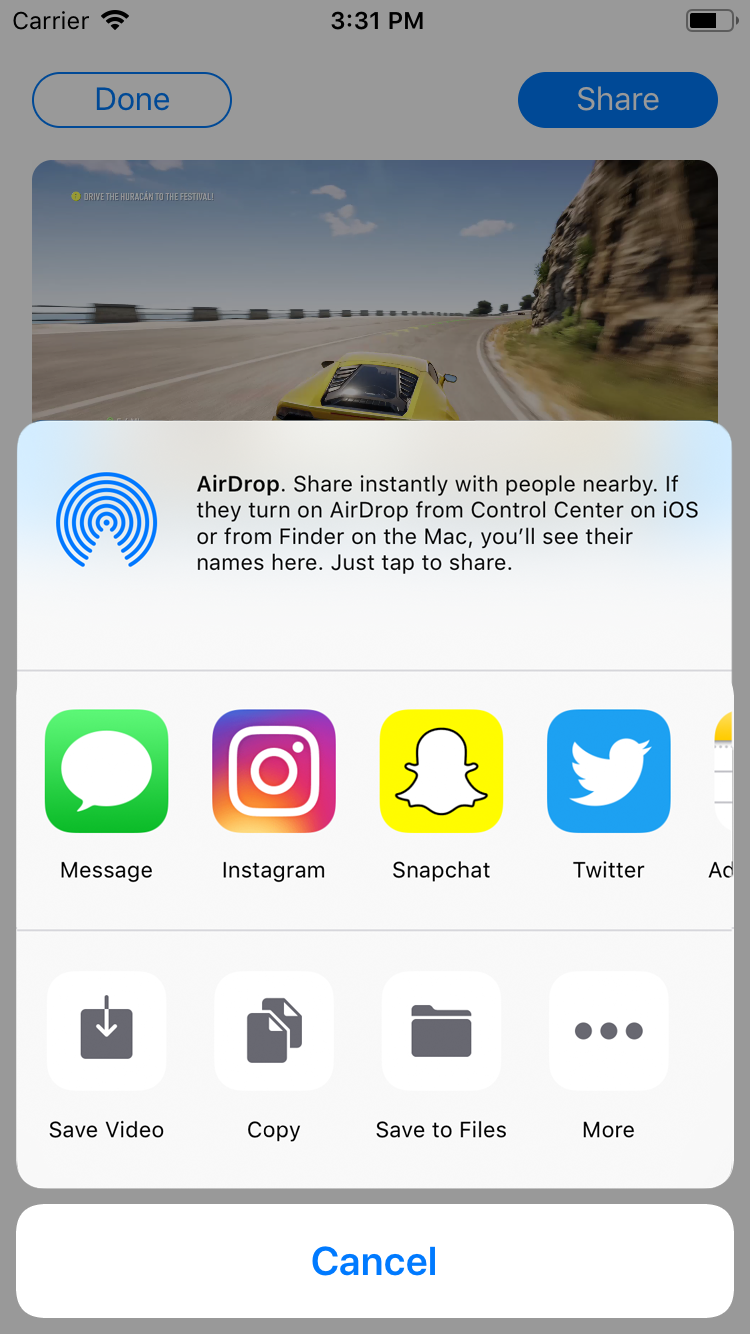 Carrier 3:31 PM
Done Share
DRIVE THE HURACÁN TO THE FESTIVAL!
AirDrop. Share instantly with people nearby. If
they turn on AirDrop from Control Center on iOS
or from Finder on the Mac, you’ll see their
names here. Just tap to share.
Message Instagram Snapchat Twitter Ad
Save Video Copy Save to Files More
Cancel